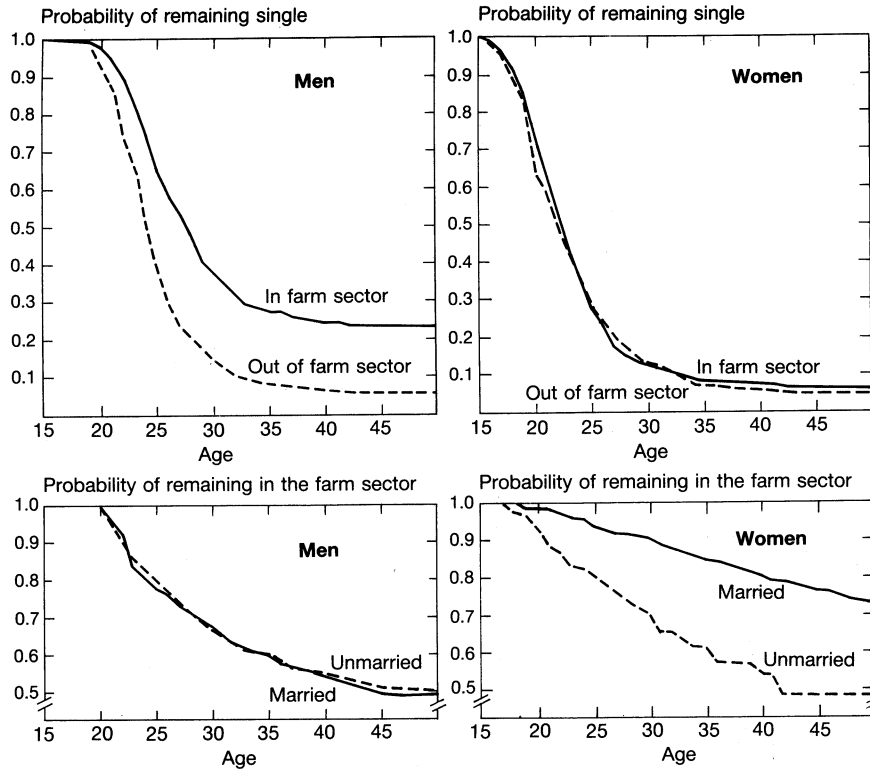 Probability of remaining single
1.0
0.9
0.8
0.7
0.6
0.5
0.4
0.3
0.2
0.1
Men
In farm sector
Out of farm sector
15 20 25 30 35 40 45
Age
Probability of remaining single
1.0
0.9
0.8
0.7
0.6
0.5
0.4
0.3
0.2
0.1
Women
In farm sector
Out of farm sector
15 20 25 30 35 40 45
Age
Probability of remaining in the farm sector
1.0
0.9
0.8
0.7
0.6
0.5
Men
Unmarried
Married
15 20 25 30 35 40 45
Age
Probability of remaining in the farm sector
1.0
0.9
0.8
0.7
0.6
0.5
Women
Married
Unmarried
15 20 25 30 35 40 45
Age